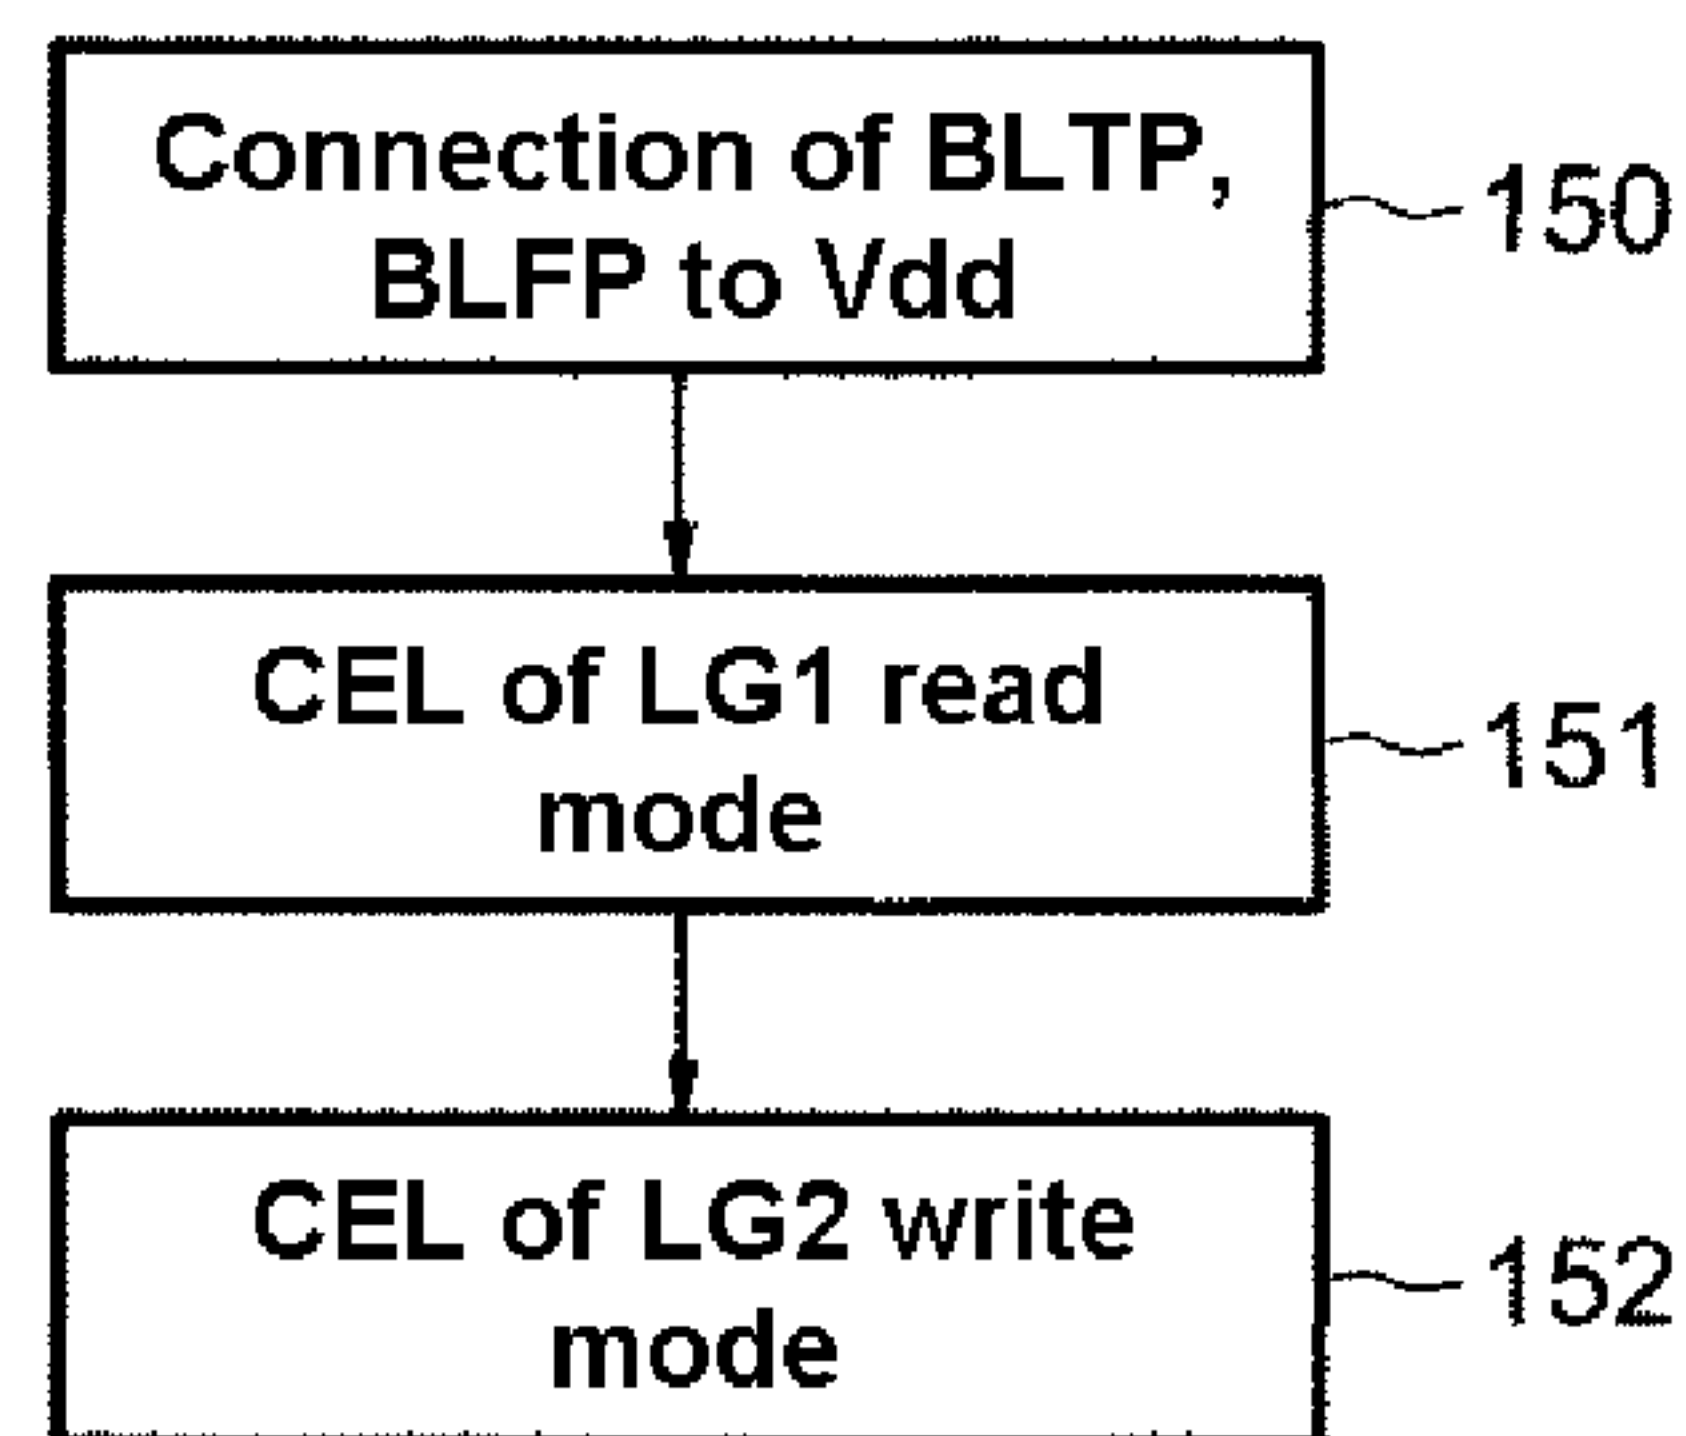 Connection of BLTP,
BLFP to Vdd
150
CEL of LG1 read
mode
151
CEL of LG2 write
mode
152